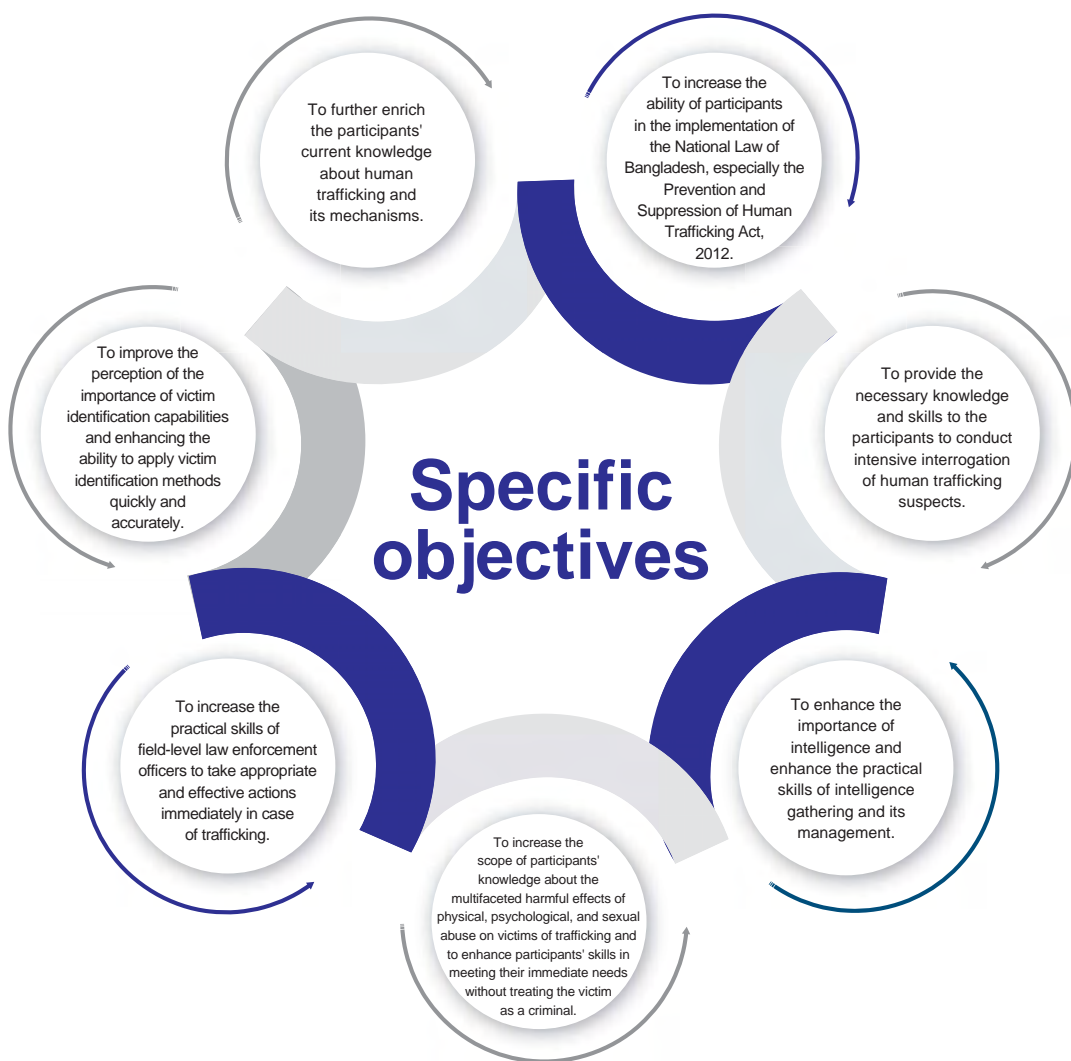 To further enrich
the participants'
current knowledge
about human
trafficking and
its mechanisms.
To increase the
ability of participants
in the implementation of
the National Law of
Bangladesh, especially the
Prevention and
Suppression of Human
Trafficking Act,
2012.
To improve the
perception of the
importance of victim
identification capabilities
and enhancing the
ability to apply victim
identification methods
quickly and
accurately.
To provide the
necessary knowledge
and skills to the
participants to conduct
intensive interrogation
of human trafficking
suspects.
Specific
objectives
To increase the
practical skills of
field-level law enforcement
officers to take appropriate
and effective actions
immediately in case
of trafficking.
To enhance the
importance of
intelligence and
enhance the practical
skills of intelligence
gathering and its
management.
To increase the
scope of participants'
knowledge about the
multifaceted harmful effects of
physical, psychological, and sexual
abuse on victims of trafficking and
to enhance participants' skills in
meeting their immediate needs
without treating the victim
as a criminal.